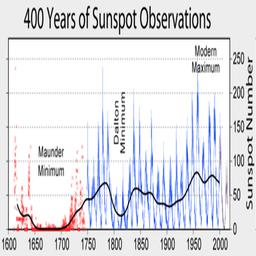 400 Years of Sunspot Observations
Modern
Maximum
Maunder
Minimum
Dalton
Minimum
250
200
150
100
50
0
Sunspot Number
1600 1650 1700 1750 1800 1850 1900 1950 2000